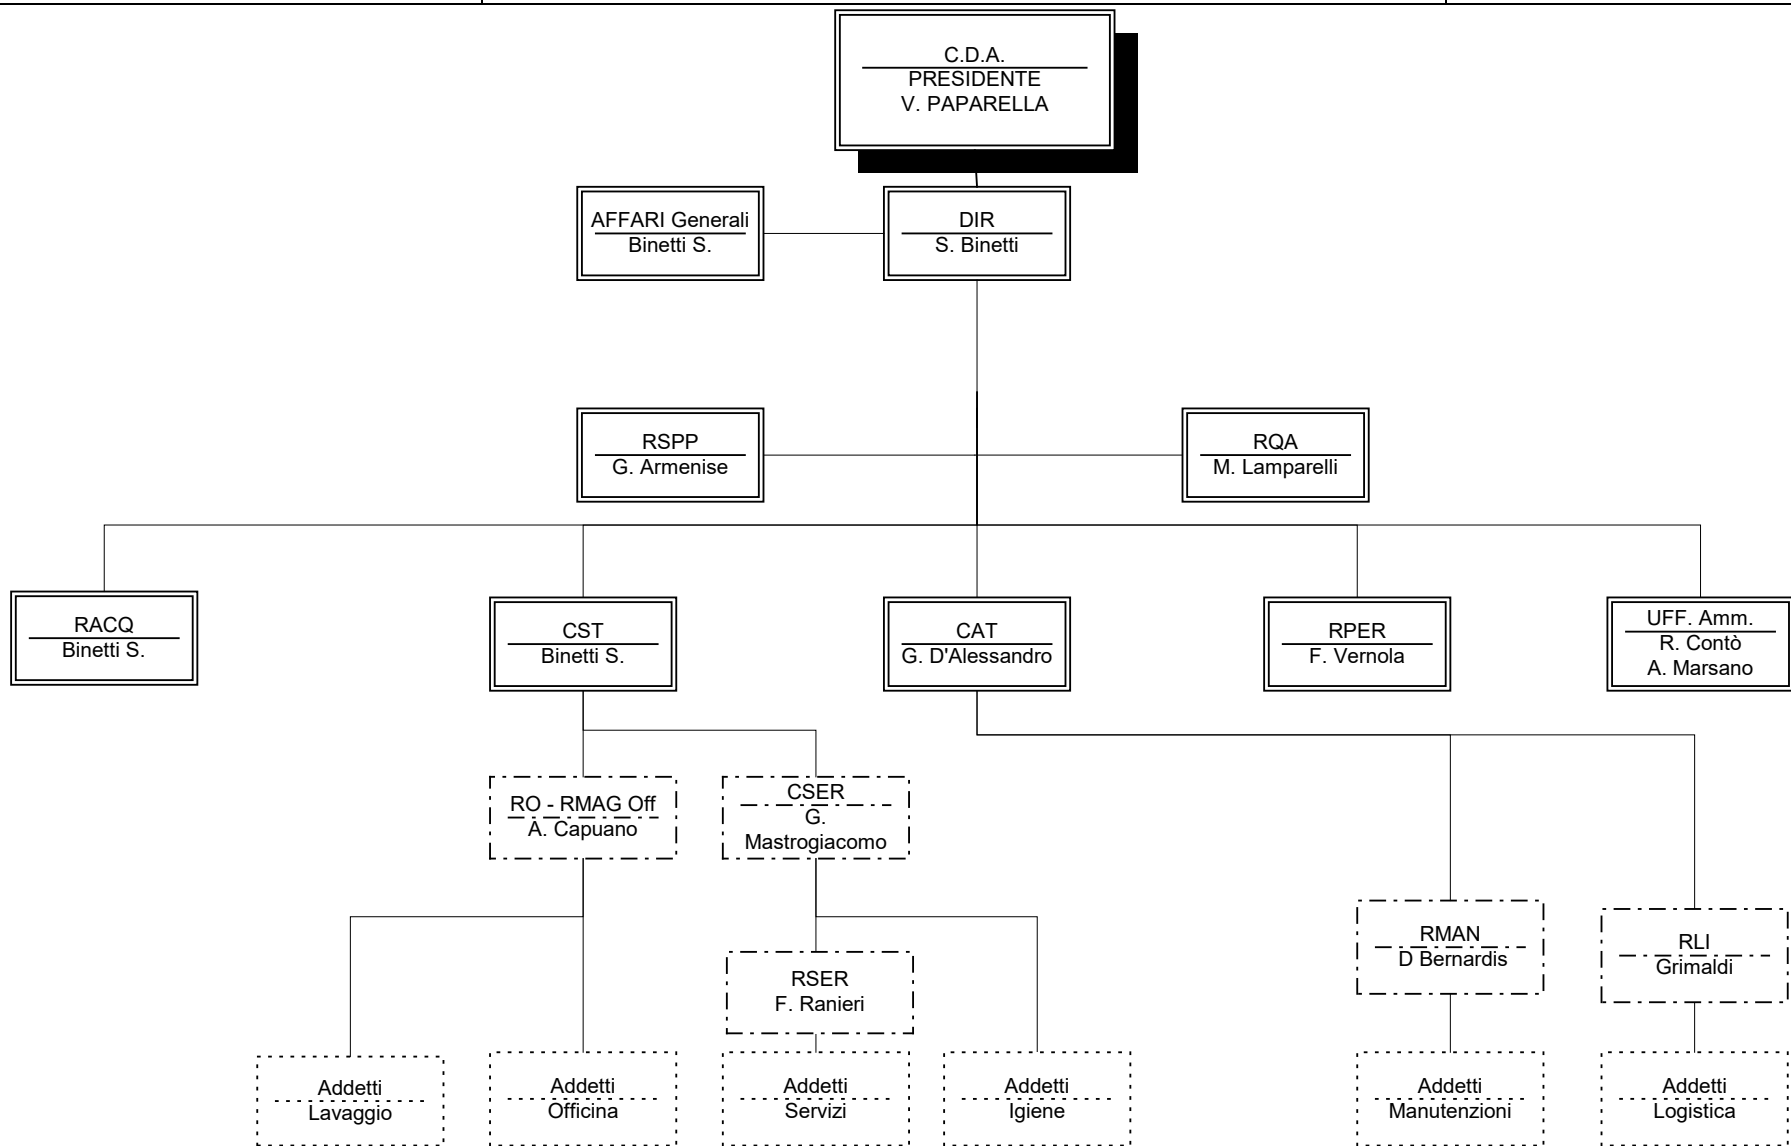 C.D.A.
PRESIDENTE
V. PAPARELLA
AFFARI Generali
Binetti S.
DIR
S. Binetti
RSPP
G. Armenise
RQA
M. Lamparelli
RACQ
Binetti S.
CST
Binetti S.
CAT
G. D'Alessandro
RPER
F. Vernola
UFF. Amm.
R. Contò
A. Marsano
RO - RMAG Off
A. Capuano
CSER
G.
Mastrogiacomo
RMAN
D Bernardis
RLI
Grimaldi
RSER
F. Ranieri
Addetti
Lavaggio
Addetti
Officina
Addetti
Servizi
Addetti
Igiene
Addetti
Manutenzioni
Addetti
Logistica